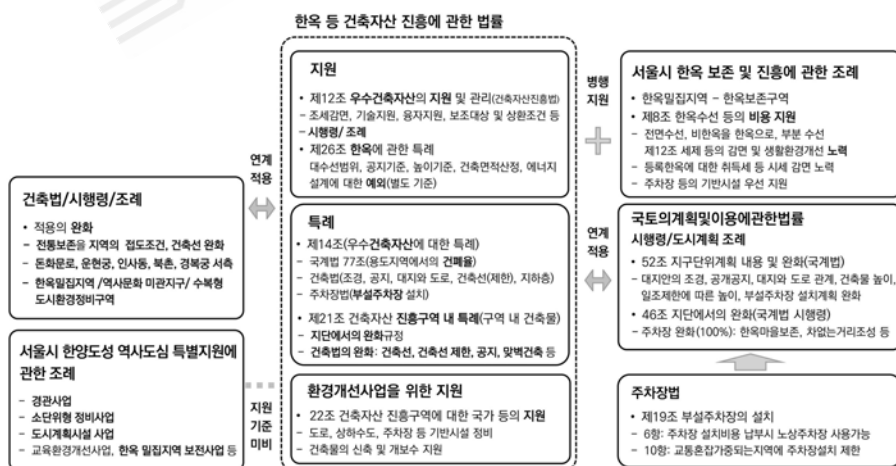 한옥 등 건축자산 진흥에 관한 법률
지원
• 제12조 우수건축자산의 지원 및 관리(건축자산진흥법)
– 조세감면, 기술지원, 융자지원, 보조대상 및 상환조건 등
– 시행령/ 조례
• 제26조 한옥에 관한 특례
대수선범위, 공지기준, 높이기준, 건축면적산정, 에너지
설계에 대한 예외(별도 기준)
특례
• 제14조(우수건축자산에 대한 특례)
– 국계법 77조(용도지역에서의 건폐율)
– 건축법(조경, 공지, 대지와 도로, 건축선(제한), 지하층)
– 주차장법(부설주차장 설치)
• 제21조 건축자산 진흥구역 내 특례(구역 내 건축물)
– 지단에서의 완화규정
– 건축법의 완화: 건축선, 건축선 제한, 공지, 맞벽건축 등
환경개선사업을 위한 지원
• 22조 건축자산 진흥구역에 대한 국가 등의 지원
– 도로, 상하수도, 주차장 등 기반시설 정비
– 건축물의 신축 및 개보수 지원
연계
적용
건축법/시행령/조례
• 적용의 완화
– 전통보존을 지역의 접도조건, 건축선 완화
– 돈화문로, 운현궁, 인사동, 북촌, 경복궁 서측
– 한옥밀집지역 /역사문화 미관지구/ 수복형
도시환경정비구역
서울시 한양도성 역사도심 특별지원에
관한 조례
– 경관사업
– 소단위형 정비사업
– 도시계획시설 사업
– 교육환경개선사업, 한옥 밀집지역 보전사업 등
지원
기준
미비
병행
지원
서울시 한옥 보존 및 진흥에 관한 조례
• 한옥밀집지역 – 한옥보존구역
• 제8조 한옥수선 등의 비용 지원
– 전면수선, 비한옥을 한옥으로, 부분 수선
제12조 세제 등의 감면 및 생활환경개선 노력
– 등록한옥에 대한 취득세 등 시세 감면 노력
– 주차장 등의 기반시설 우선 지원
연계
적용
국토의계획및이용에관한법률
시행령/도시계획 조례
• 52조 지구단위계획 내용 및 완화(국계법)
– 대지안의 조경, 공개공지, 대지와 도로 관계, 건축물 높이,
일조제한에 따른 높이, 부설주차장 설치계획 완화
• 46조 지단에서의 완화(국계법 시행령)
– 주차장 완화(100%): 한옥마을보존, 차없는거리조성 등
주차장법
• 제19조 부설주차장의 설치
– 6항: 주차장 설치비용 납부시 노상주차장 사용가능
– 10항: 교통혼잡가중되는지역에 주차장설치 제한